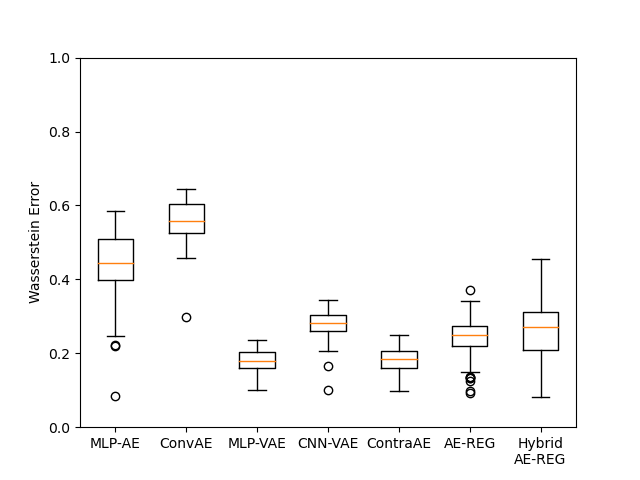 1.0
0.8
0.6
0.4
0.2
0.0
Wasserstein Error
MLP-AE ConvAE MLP-VAE CNN-VAE ContraAE AE-REG Hybrid
AE-REG